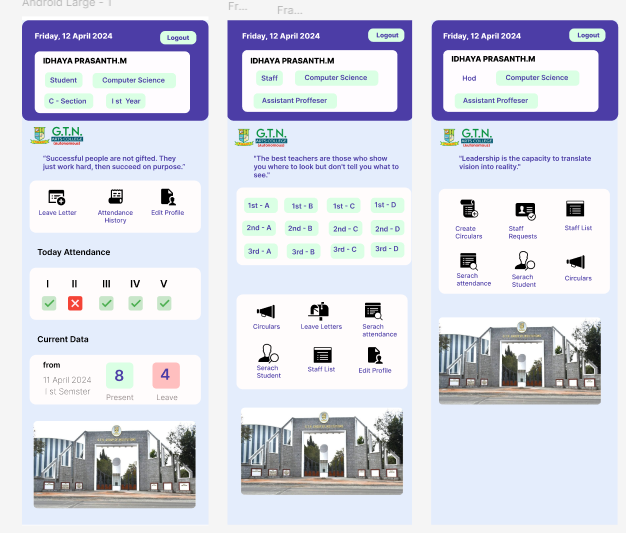 Android Large - 1
Fr...
Fra...
Friday, 12 April 2024
Logout
IDHAYA PRASANTH.M
Student
Computer Science
C - Section
I st Year
G.T.N.
ARTS COLLEGE
(Autonomous)
"Successful people are not gifted. They
just work hard, then succeed on purpose."
Leave Letter
Attendance
History
Edit Profile
Today Attendance
I
II
III
IV
V
Current Data
from
11 April 2024
I st Semster
8
Present
4
Leave
Friday, 12 April 2024
Logout
IDHAYA PRASANTH.M
Staff
Computer Science
Assistant Proffeser
G.T.N.
ARTS COLLEGE
(Autonomous)
"The best teachers are those who show
you where to look but don't tell you what to
see."
1st - A
1st - B
1st - C
1st - D
2nd - A
2nd - B
2nd - C
2nd - D
3rd - A
3rd - B
3rd - C
3rd - D
Circulars
Leave Letters
Serach
attendance
Serach
Student
Staff List
Edit Profile
Friday, 12 April 2024
Logout
IDHAYA PRASANTH.M
Hod
Computer Science
Assistant Proffeser
G.T.N.
ARTS COLLEGE
(Autonomous)
"Leadership is the capacity to translate
vision into reality."
Create
Circulars
Staff
Requests
Staff List
Serach
attendance
Serach
Student
Circulars